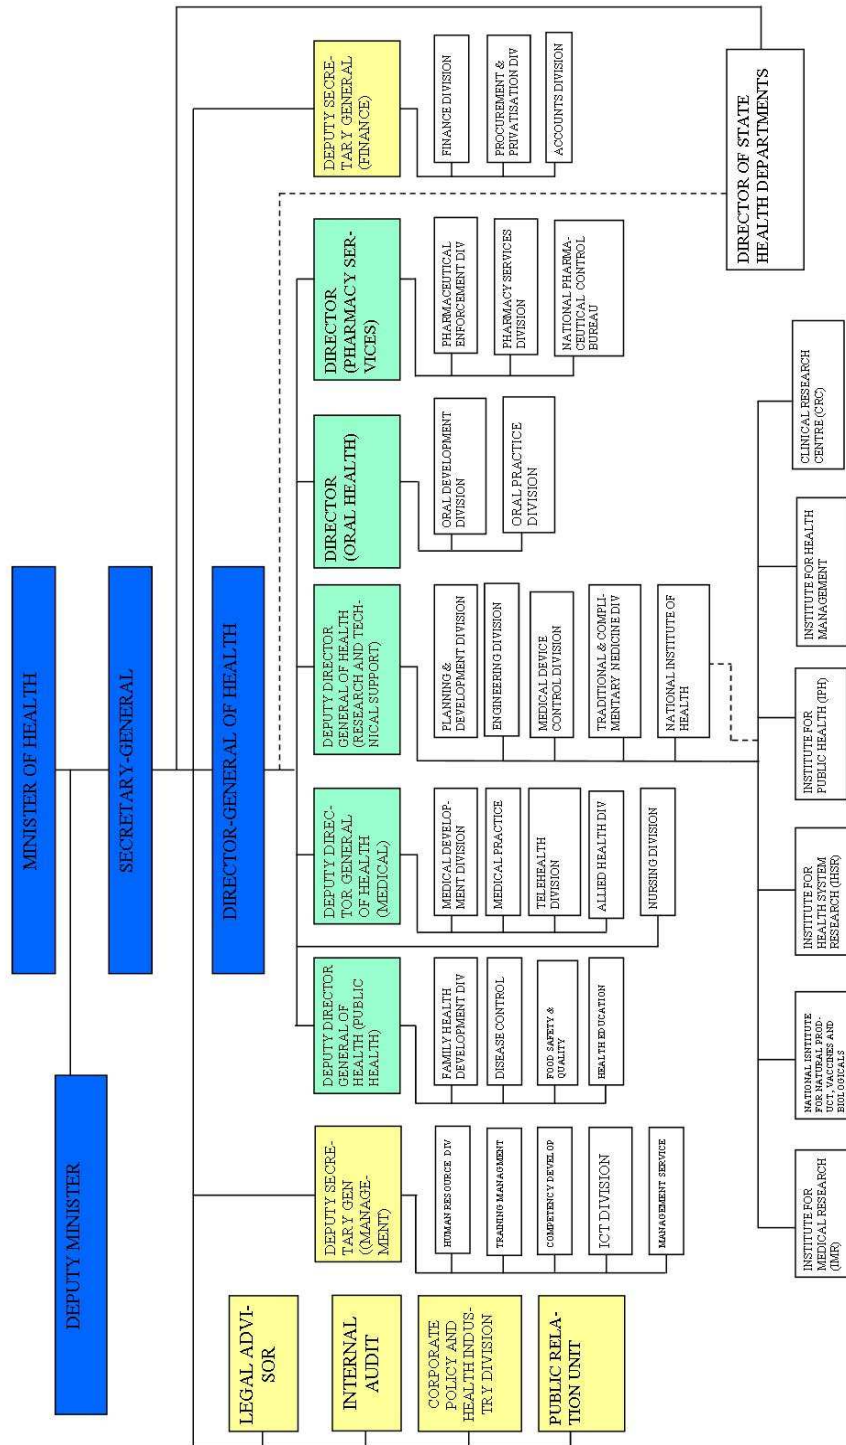 MINISTER OF HEALTH
DEPUTY MINISTER
SECRETARY-GENERAL
DIRECTOR-GENERAL OF HEALTH
LEGAL ADVI-
SOR
INTERNAL
AUDIT
CORPORATE
POLICY AND
HEALTH INDUS-
TRY DIVISION
PUBLIC RELA-
TION UNIT
DEPUTY SECRE-
TARY GEN
((MANAGE-
MENT)
HUMAN RESOURCE DIV
TRAINING MANAGMENT
COMPETENCY DEVELOP
ICT DIVISION
MANAGEMENT SERVICE
DEPUTY DIRECTOR
GENERAL OF
HEALTH (PUBLIC
HEALTH)
FAMILY HEALTH
DEVELOPMENT DIV
DISEASE CONTROL
FOOD SAFETY &
QUALITY
HEALTH EDUCATION
DEPUTY DIREC-
TOR GENERAL
OF HEALTH
(MEDICAL)
MEDICAL DEVELOP-
MENT DIVISION
MEDICAL PRACTICE
TELEHEALTH
DIVISION
ALLIED HEALTH DIV
NURSING DIVISION
DEPUTY DIRECTOR
GENERAL OF HEALTH
(RESEARCH AND TECH-
NICAL SUPPORT)
PLANNING &
DEVELOPMENT DIVISION
ENGINEERING DIVISION
MEDICAL DEVICE
CONTROL DIVISION
TRADITIONAL & COMPLI-
MENTARY NEDICINE DIV
NATIONAL INSTITUTE OF
HEALTH
DIRECTOR
(ORAL HEALTH)
ORAL DEVELOPMENT
DIVISION
ORAL PRACTICE
DIVISION
DIRECTOR
(PHARMACY SER-
VICES)
PHARMACEUTICAL
ENFORCEMENT DIV
PHARMACY SERVICES
DIVISION
NATIONAL PHARMA-
CEUTICAL CONTROL
BUREAU
DEPUTY SECRE-
TARY GENERAL
(FINANCE)
FINANCE DIVISION
PROCUREMENT &
PRIVATISATION DIV
ACCOUNTS DIVISION
DIRECTOR OF STATE
HEALTH DEPARTMENTS
INSTITUTE FOR
MEDICAL RESEARCH
(IMR)
NATIONAL ISNTITUTE
FOR NATURAL PROD-
UCT, VACCINES AND
BIOLOGICALS
INSTITUTE FOR
HEALTH SYSTEM
RESEARCH (IHSR)
INSTITUTE FOR
PUBLIC HEALTH (IPH)
INSTITUTE FOR HEALTH
MANAGEMENT
CLINICAL RESEARCH
CENTRE (CRC)